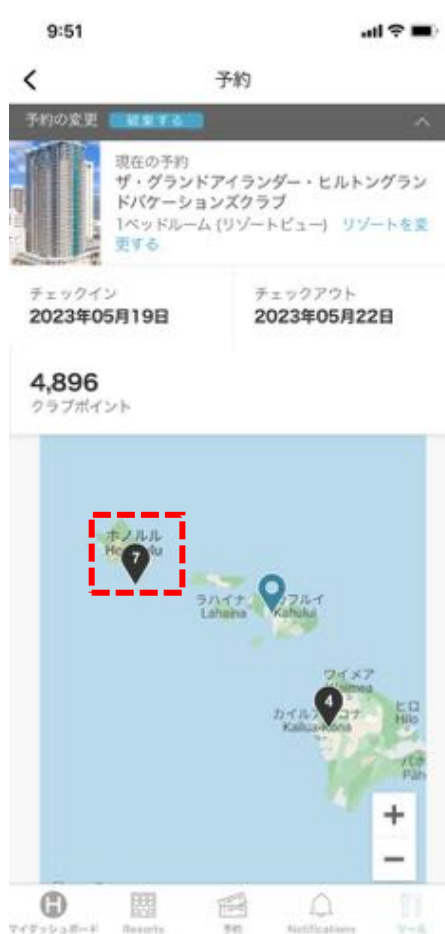 9:51
予約
予約の変更 編集する
現在の予約
ザ・グランドアイランダー・ヒルトングラン
ドバケーションズクラブ
1ベッドルーム (リゾートビュー) リゾートを変
更する
チェックイン
2023年05月19日
チェックアウト
2023年05月22日
4,896
クラブポイント
ホノルル
7
ラハイナ
Lahaina
カフルイ
Kahului
ワイメア
Waimea
4
Kailua-Kona
ヒロ
Hilo
+
−
H
マイダッシュボード
Resorts
予約
Notifications
ツール